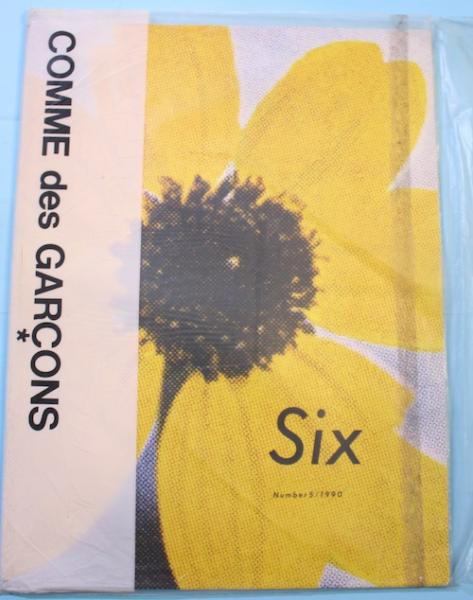 COMME des GARÇONS
*
Six
Number 5/1990